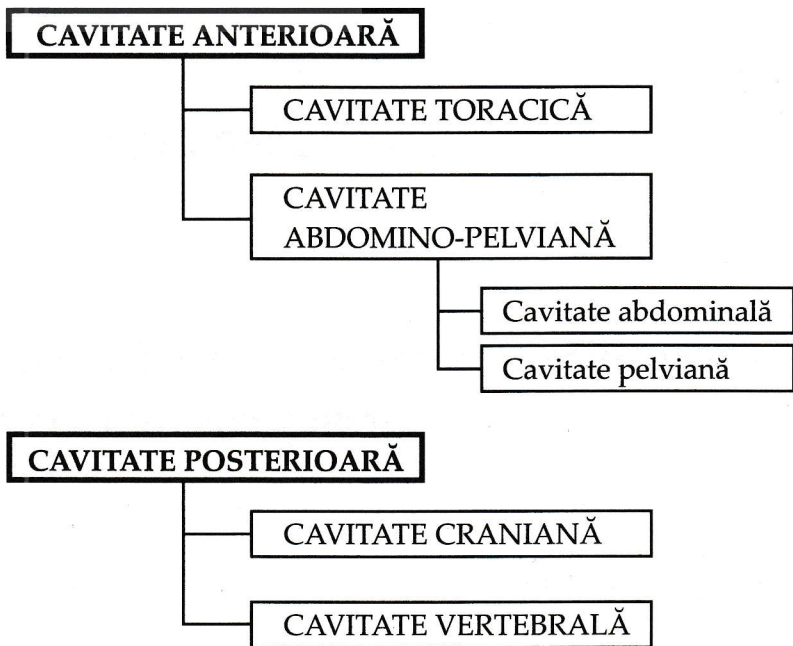 CAVITATE ANTERIOARĂ
CAVITATE TORACICĂ
CAVITATE
ABDOMINO-PELVIANĂ
Cavitate abdominală
Cavitate pelviană
CAVITATE POSTERIOARĂ
CAVITATE CRANIANĂ
CAVITATE VERTEBRALĂ